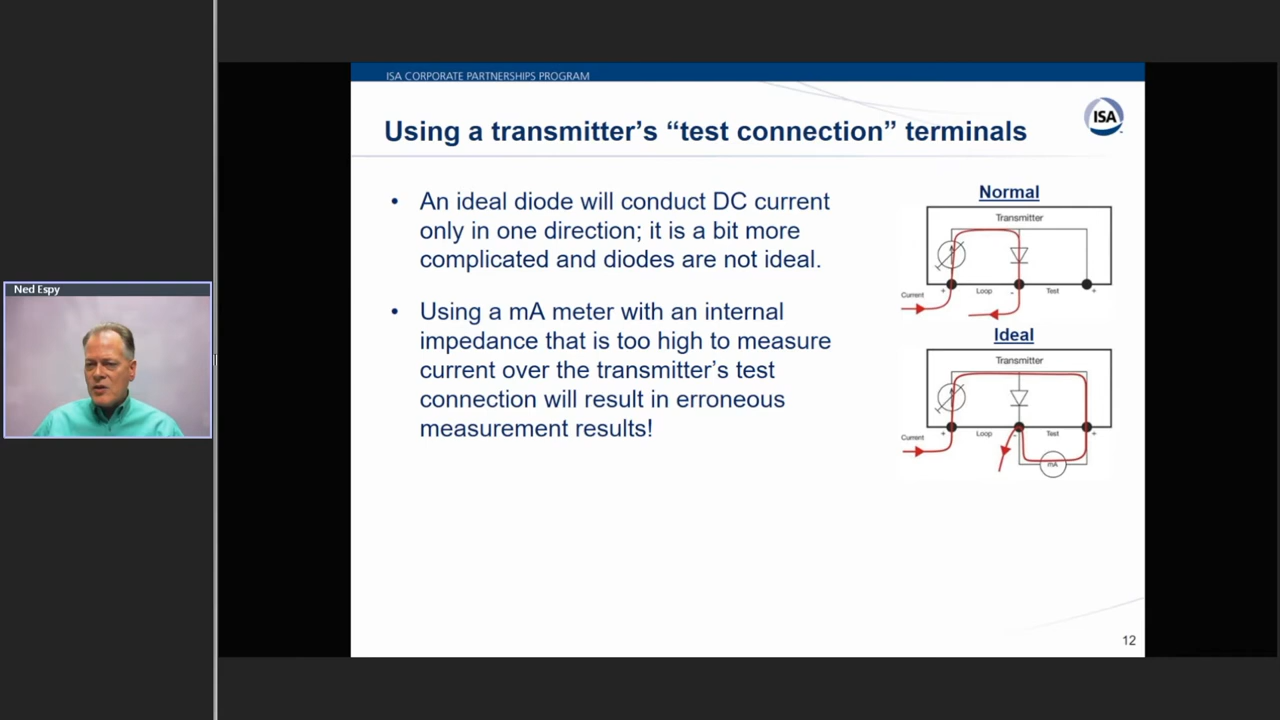 ISA CORPORATE PARTNERSHIPS PROGRAM
Using a transmitter's “test connection” terminals
ISA
Ned Espy
• An ideal diode will conduct DC current
only in one direction; it is a bit more
complicated and diodes are not ideal.
• Using a mA meter with an internal
impedance that is too high to measure
current over the transmitter's test
connection will result in erroneous
measurement results!
Normal
Transmitter
Current + Loop - Test +
Ideal
Transmitter
Current + Loop - Test +
mA
12